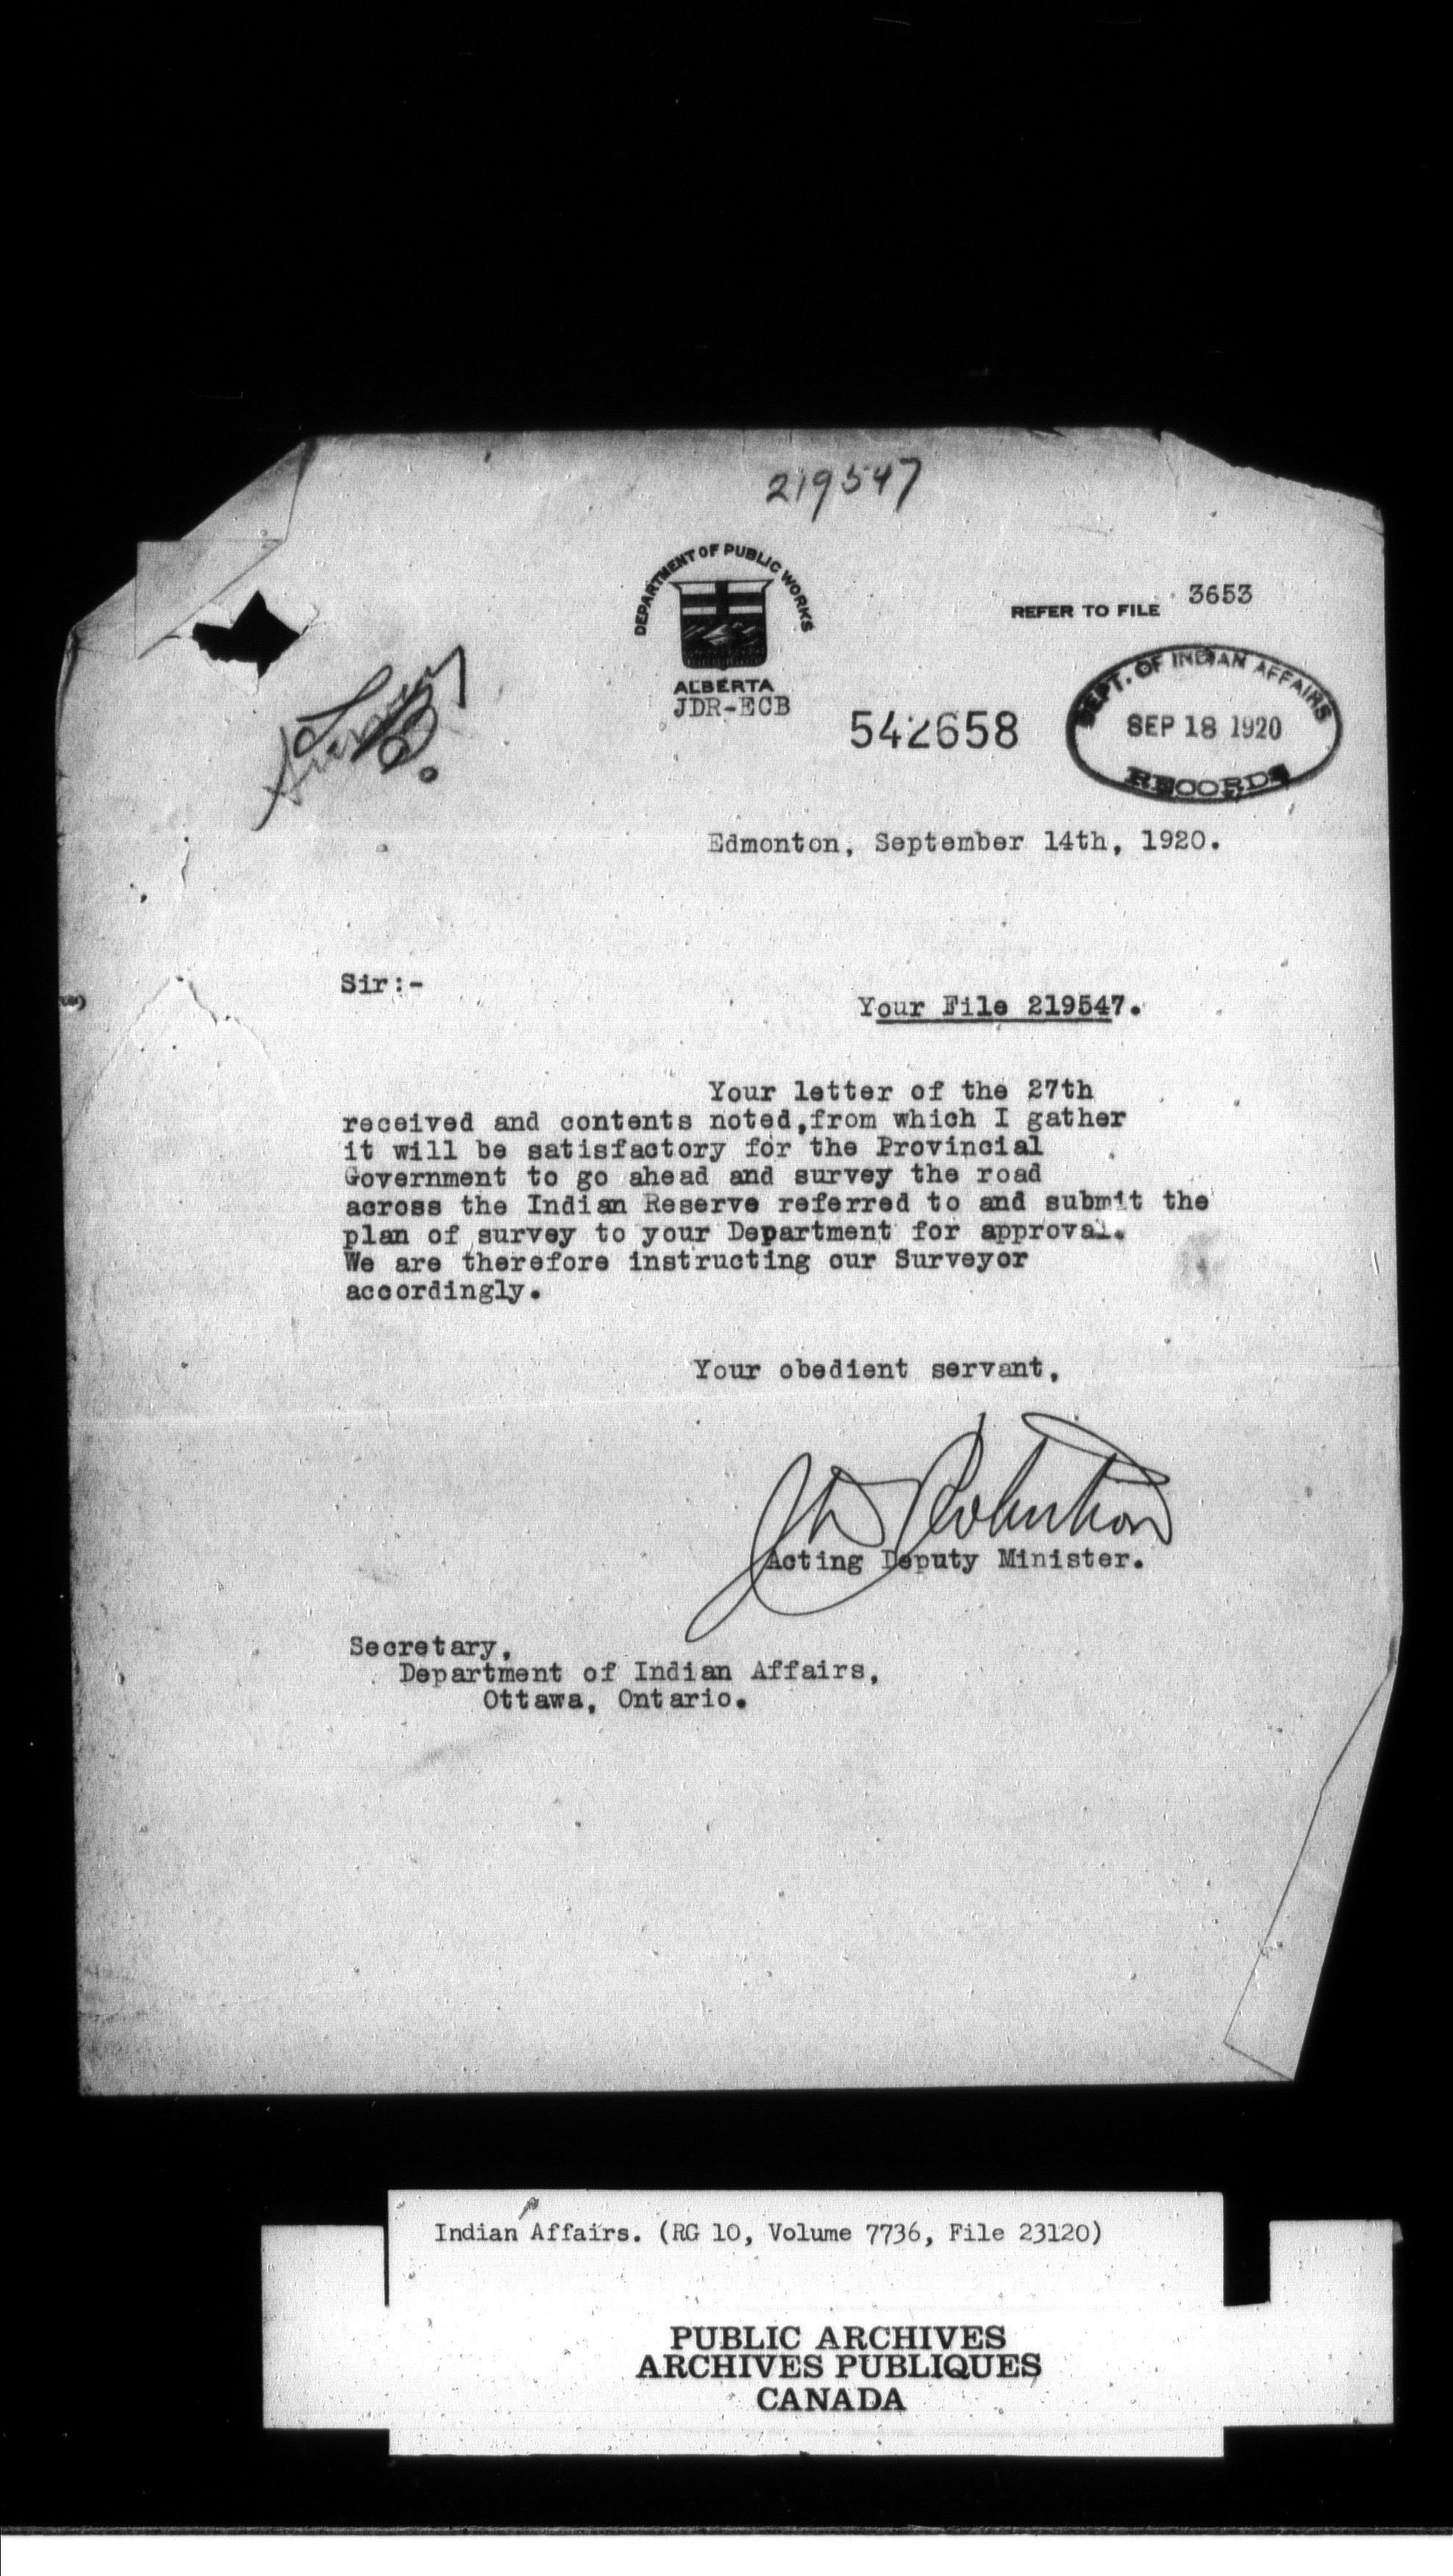 219547
DEPARTMENT OF PUBLIC WORKS
ALBERTA
REFER TO FILE 3653
JDR-ECB
542658
DEPT. OF INDIAN AFFAIRS
SEP 18 1920
RECORDS
Edmonton, September 14th, 1920.
Sir:-
Your File 219547.
Your letter of the 27th
received and contents noted,from which I gather
it will be satisfactory for the Provincial
Government to go ahead and survey the road
across the Indian Reserve referred to and submit the
plan of survey to your Department for approval.
We are therefore instructing our Surveyor
accordingly.
Your obedient servant,
Robertson
Acting Deputy Minister.
Secretary,
Department of Indian Affairs,
Ottawa, Ontario.
Indian Affairs. (RG 10, Volume 7736, File 23120)
PUBLIC ARCHIVES
ARCHIVES PUBLIQUES
CANADA